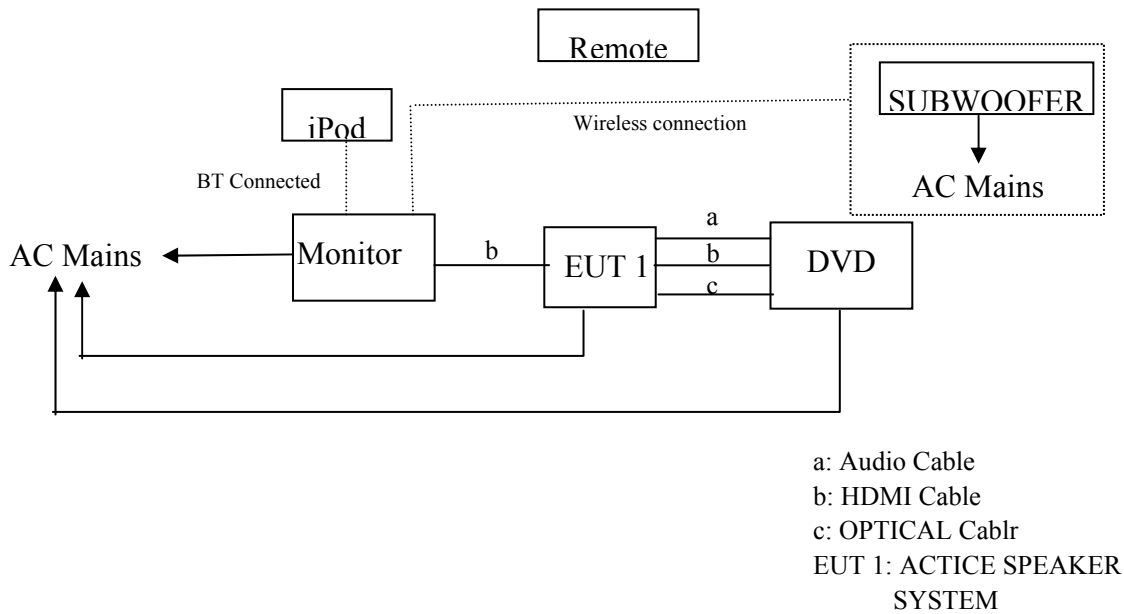 Remote
SUBWOOFER
iPod
Wireless connection
BT Connected
AC Mains
a
Monitor
b
EUT 1
b
DVD
AC Mains
c
a: Audio Cable
b: HDMI Cable
c: OPTICAL Cablr
EUT 1: ACTICE SPEAKER
SYSTEM